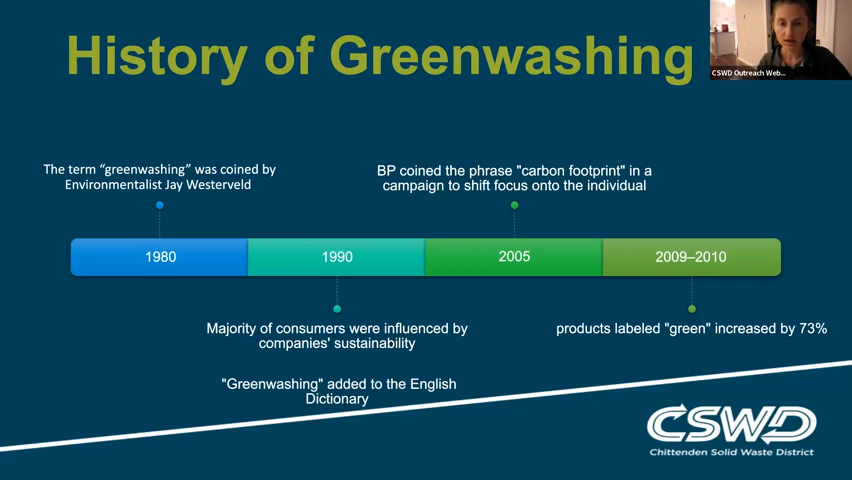 History of Greenwashing
CSWD Outreach Web...
The term “greenwashing” was coined by
Environmentalist Jay Westerveld
BP coined the phrase "carbon footprint" in a
campaign to shift focus onto the individual
1980
1990
2005
2009–2010
Majority of consumers were influenced by
companies' sustainability
products labeled "green" increased by 73%
"Greenwashing" added to the English
Dictionary
CSWD
Chittenden Solid Waste District